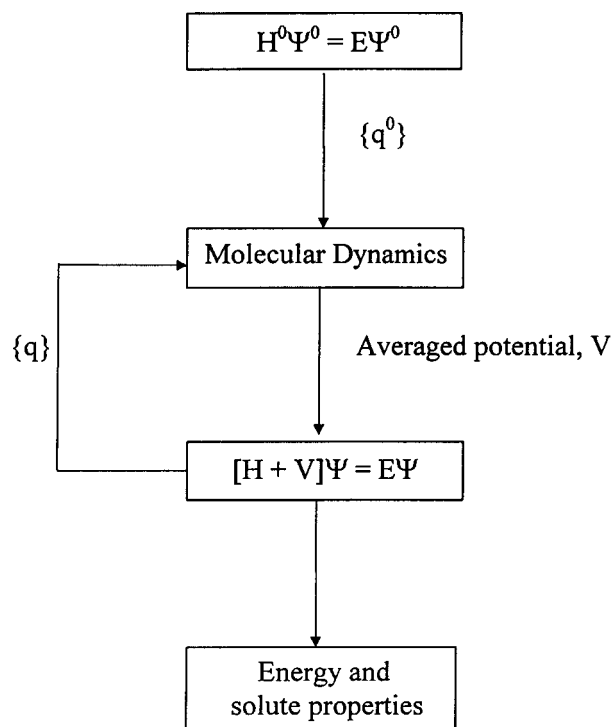 H⁰Ψ⁰ = EΨ⁰
{q⁰}
Molecular Dynamics
{q}
Averaged potential, V
[H + V]Ψ = EΨ
Energy and
solute properties